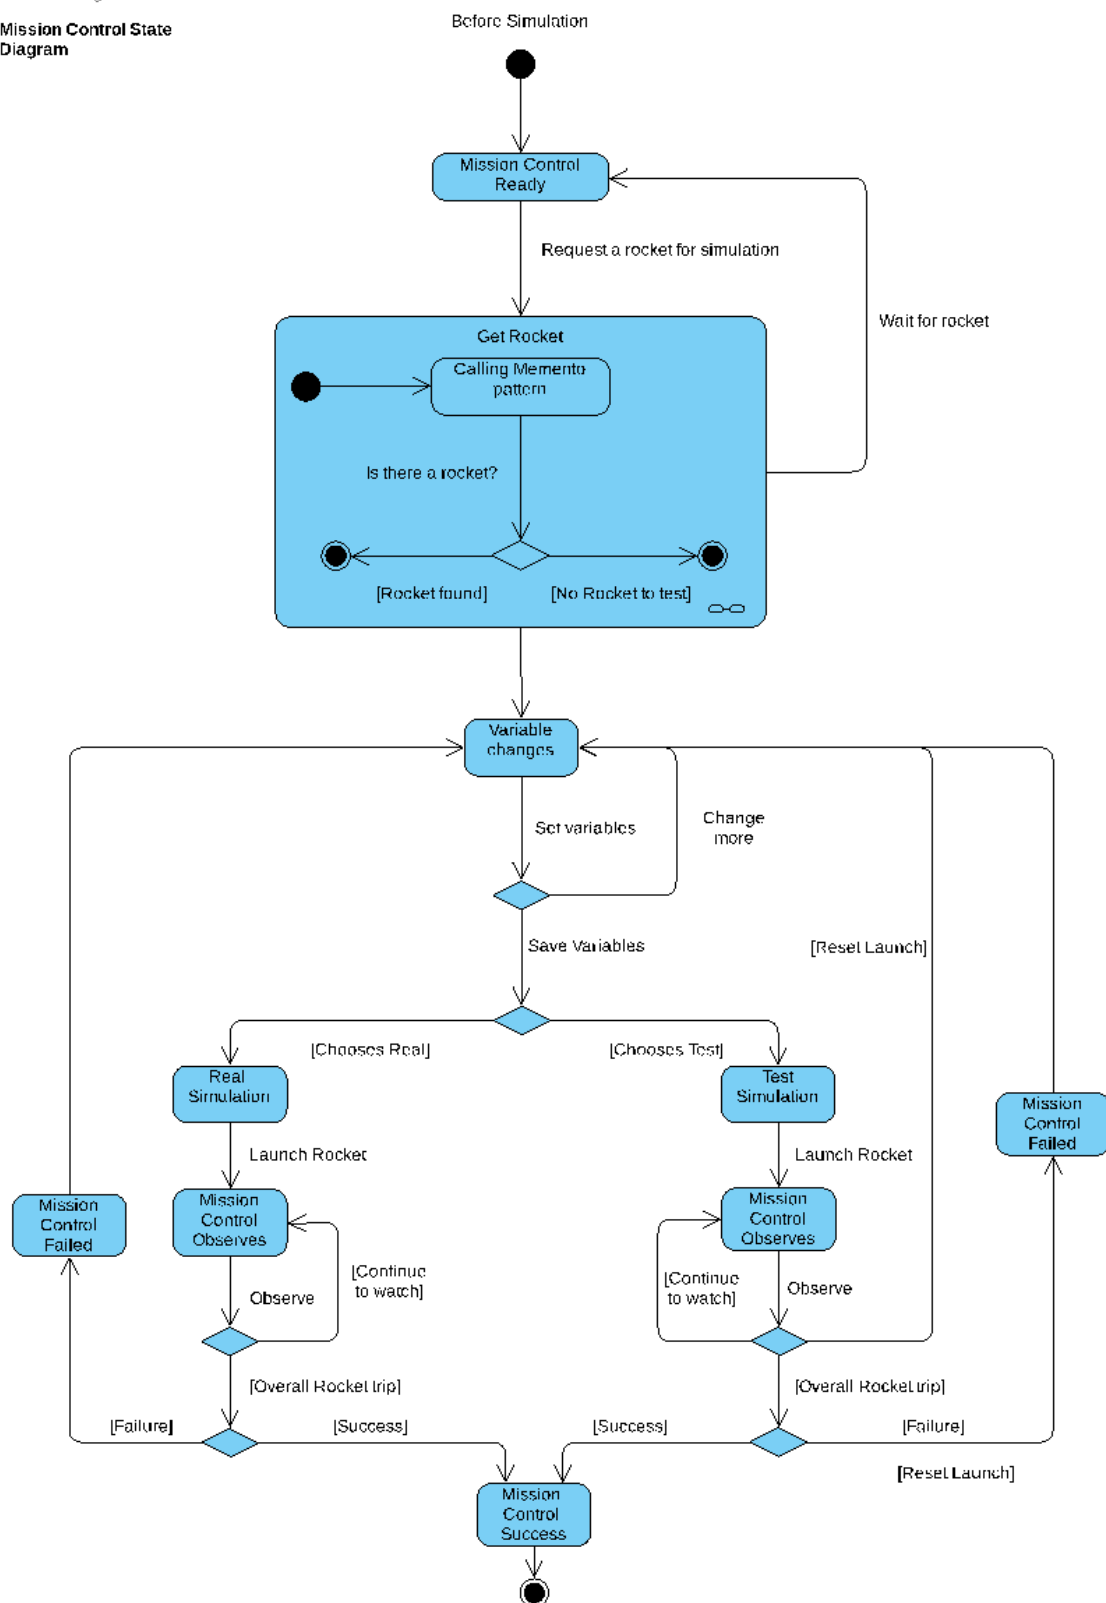 Mission Control State
Diagram
Before Simulation
Mission Control
Ready
Request a rocket for simulation
Wait for rocket
Get Rocket
Calling Memento
pattern
Is there a rocket?
[Rocket found]
[No Rocket to test]
Variable
changes
Set variables
Change
more
Save Variables
[Reset Launch]
[Chooses Real]
[Chooses Test]
Real
Simulation
Test
Simulation
Mission
Control
Failed
Launch Rocket
Launch Rocket
Mission
Control
Failed
Mission
Control
Observes
Mission
Control
Observes
[Continue
to watch]
Observe
[Continue
to watch]
Observe
[Overall Rocket trip]
[Overall Rocket trip]
[Failure]
[Success]
[Success]
[Failure]
[Reset Launch]
Mission
Control
Success